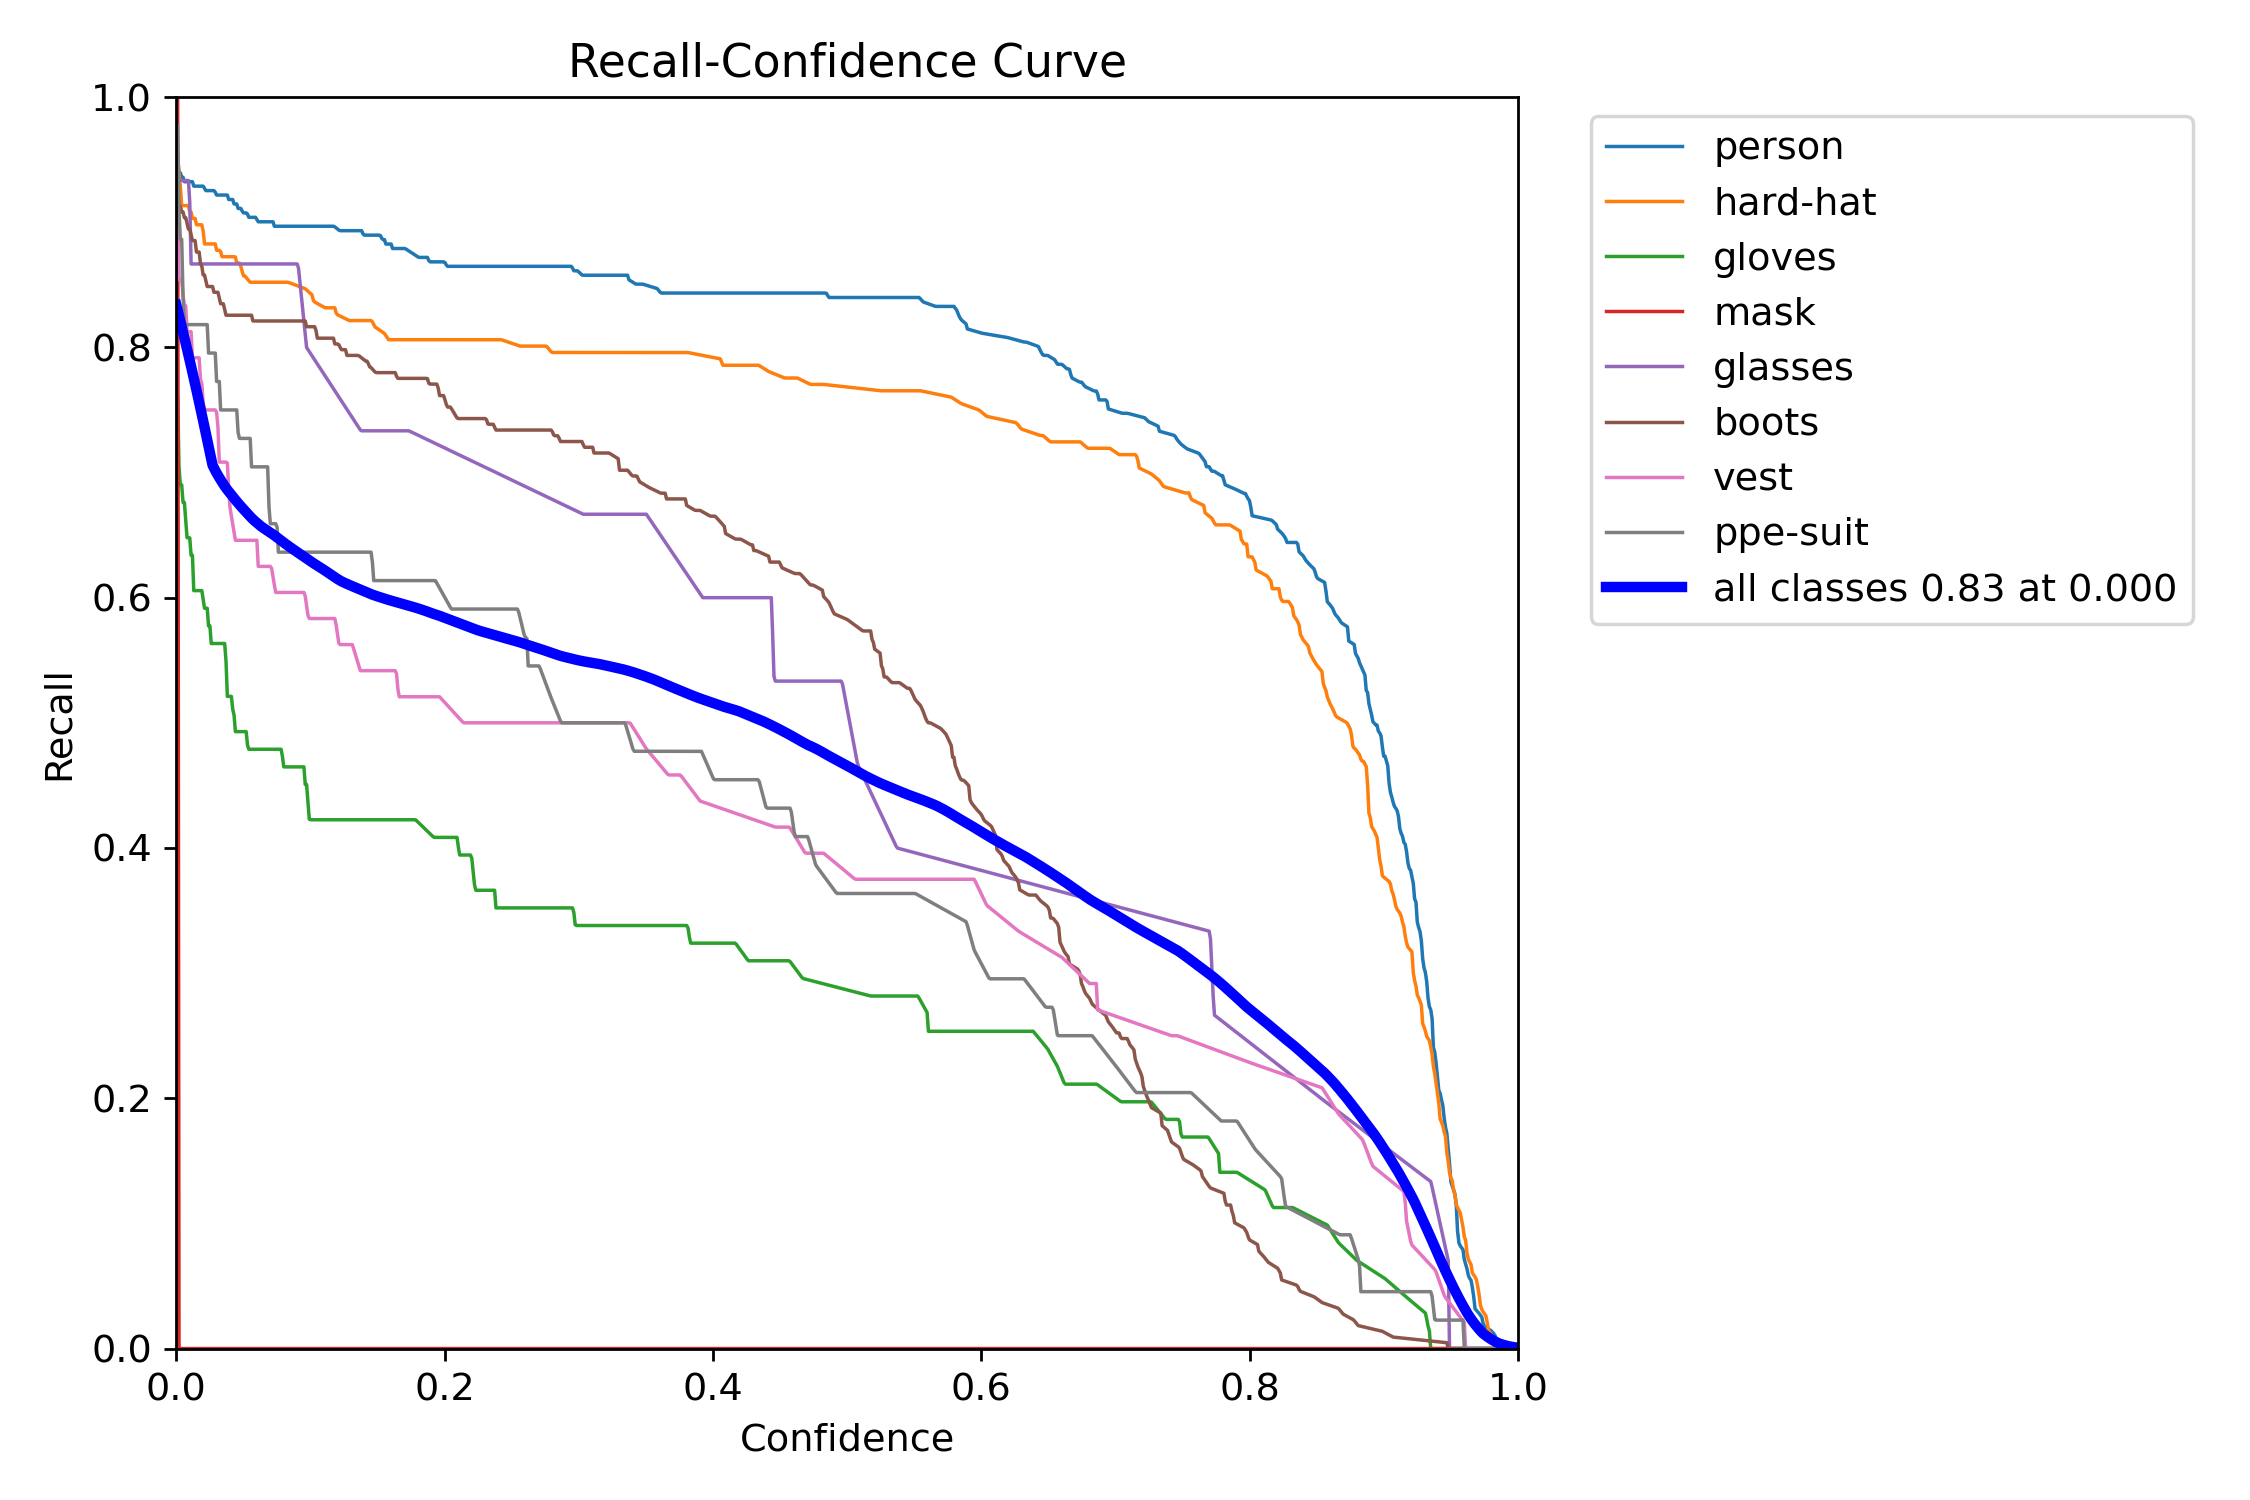 Recall-Confidence Curve
1.0
0.8
0.6
0.4
0.2
0.0
Recall
0.0 0.2 0.4 0.6 0.8 1.0
Confidence
person
hard-hat
gloves
mask
glasses
boots
vest
ppe-suit
all classes 0.83 at 0.000